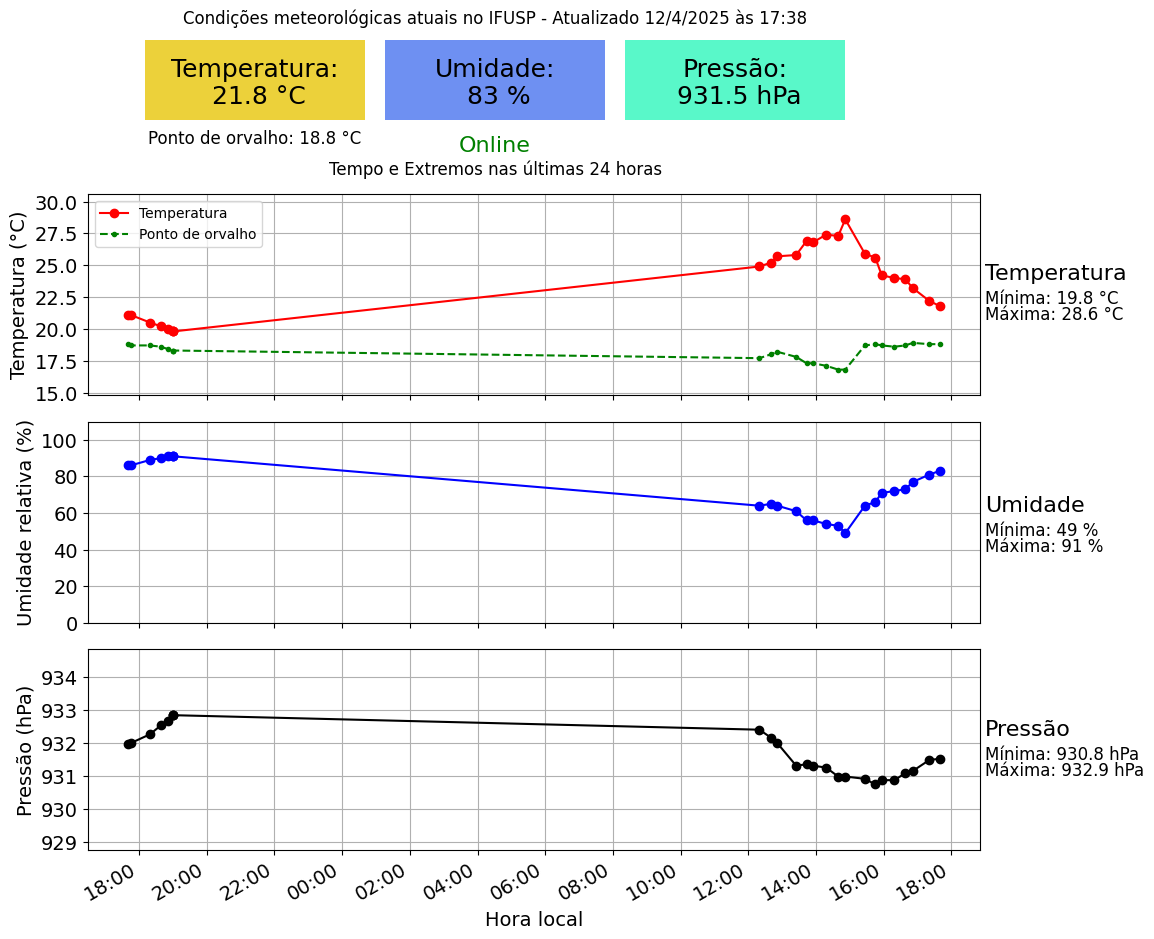 Condições meteorológicas atuais no IFUSP - Atualizado 12/4/2025 às 17:38
Temperatura:
21.8 °C
Umidade:
83 %
Pressão:
931.5 hPa
Ponto de orvalho: 18.8 °C
Online
Tempo e Extremos nas últimas 24 horas
Temperatura (°C)
30.0
27.5
25.0
22.5
20.0
17.5
15.0
Temperatura
Ponto de orvalho
Temperatura
Mínima: 19.8 °C
Máxima: 28.6 °C
Umidade relativa (%)
100
80
60
40
20
0
Umidade
Mínima: 49 %
Máxima: 91 %
Pressão (hPa)
934
933
932
931
930
929
Pressão
Mínima: 930.8 hPa
Máxima: 932.9 hPa
18:00 20:00 22:00 00:00 02:00 04:00 06:00 08:00 10:00 12:00 14:00 16:00 18:00
Hora local